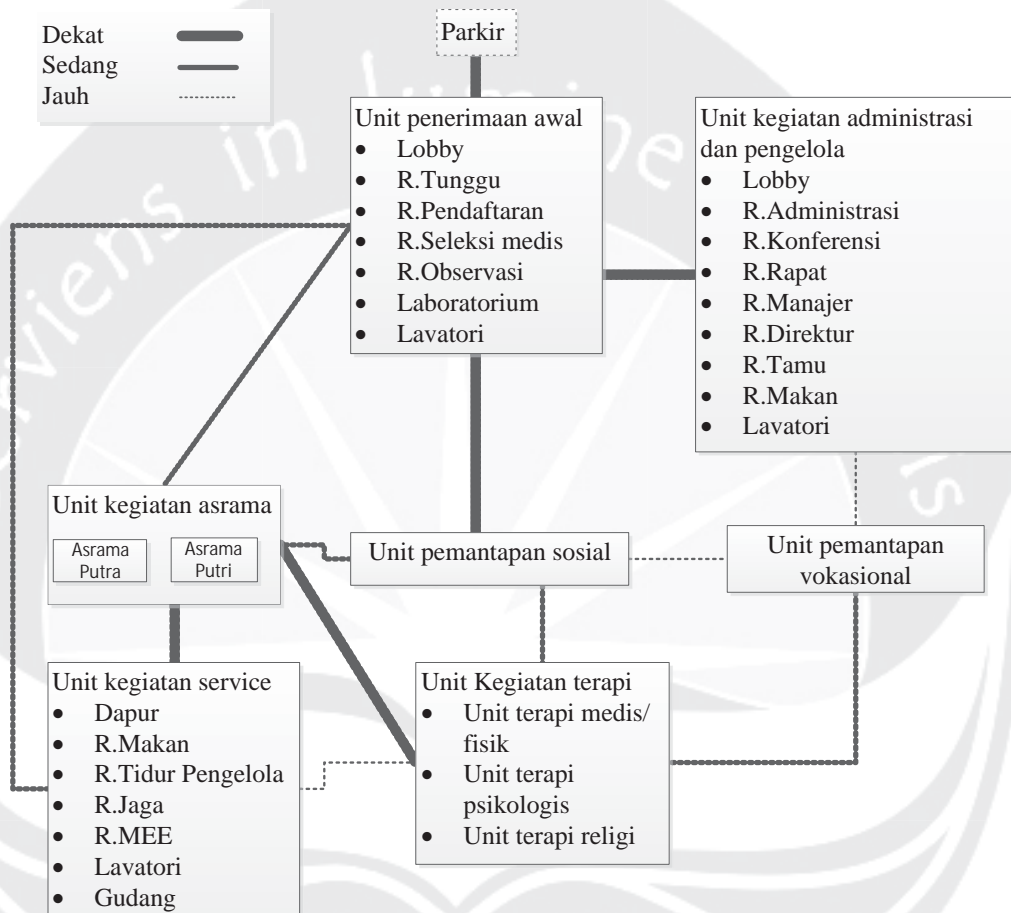 Dekat
Sedang
Jauh
Parkir
Unit penerimaan awal
• Lobby
• R.Tunggu
• R.Pendaftaran
• R.Seleksi medis
• R.Observasi
• Laboratorium
• Lavatori
Unit kegiatan administrasi
dan pengelola
• Lobby
• R.Administrasi
• R.Konferensi
• R.Rapat
• R.Manajer
• R.Direktur
• R.Tamu
• R.Makan
• Lavatori
Unit kegiatan asrama
Asrama
Putra
Asrama
Putri
Unit pemantapan sosial
Unit pemantapan
vokasional
Unit kegiatan service
• Dapur
• R.Makan
• R.Tidur Pengelola
• R.Jaga
• R.MEE
• Lavatori
• Gudang
Unit Kegiatan terapi
• Unit terapi medis/
fisik
• Unit terapi
psikologis
• Unit terapi religi